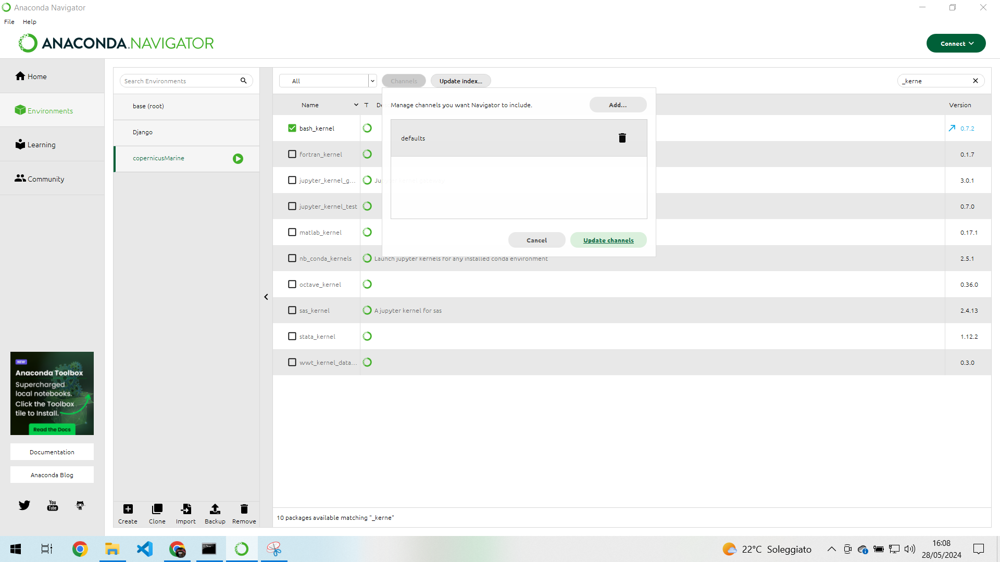 Anaconda Navigator
File Help
ANACONDA.NAVIGATOR
Connect
Home
Environments
Learning
Community
NEW
Anaconda Toolbox
Supercharged
local notebooks.
Click the Toolbox
tile to Install.
Read the Docs
Documentation
Anaconda Blog
You
Tube
Search Environments
base (root)
Django
copernicusMarine
Create
Clone
Import
Backup
Remove
All
Channels
Update index...
_kerne
Name T De Version
Manage channels you want Navigator to include.
Add...
defaults
Cancel
Update channels
bash_kernel 0.7.2
fortran_kernel 0.1.7
jupyter_kernel_g... Ju 3.0.1
jupyter_kernel_test 0.7.0
matlab_kernel 0.17.1
nb_conda_kernels Launch jupyter kernels for any installed conda environment 2.5.1
octave_kernel 0.36.0
sas_kernel A jupyter kernel for sas 2.4.13
stata_kernel 1.12.2
wwt_kernel_data... 0.3.0
10 packages available matching "_kerne"
22°C Soleggiato
16:08
28/05/2024